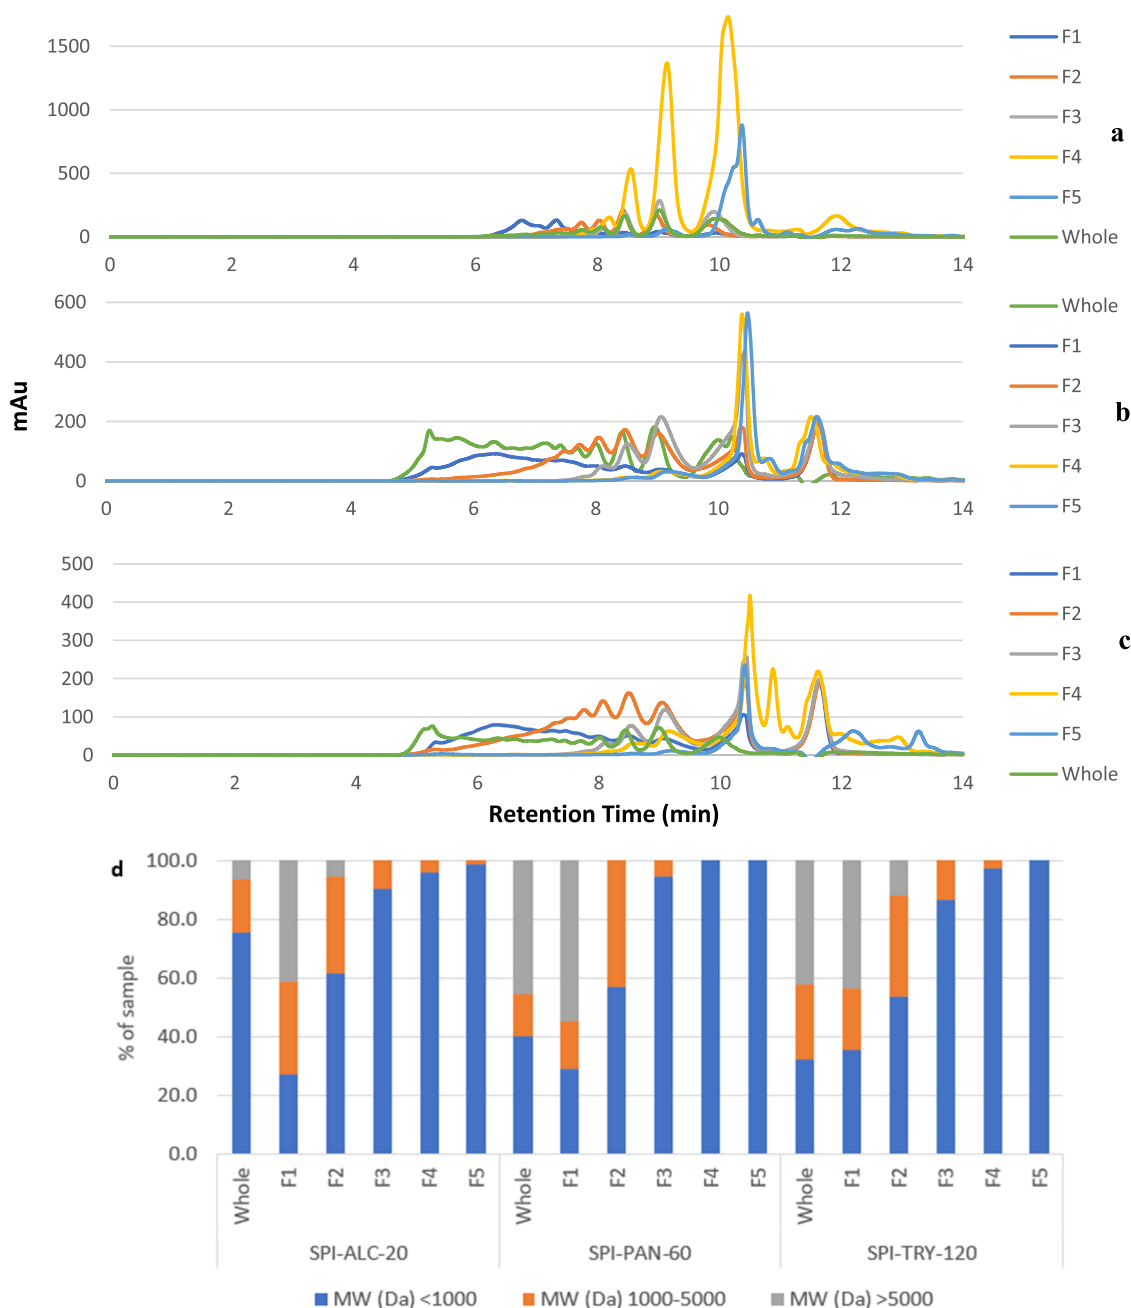 1500
1000
500
0
0 2 4 6 8 10 12 14
F1
F2
F3
F4
F5
Whole
a
600
400
200
0
0 2 4 6 8 10 12 14
Whole
F1
F2
F3
F4
F5
b
mAu
500
400
300
200
100
0
0 2 4 6 8 10 12 14
F1
F2
F3
F4
F5
Whole
c
Retention Time (min)
d
100.0
80.0
60.0
40.0
20.0
0.0
% of sample
Whole F1 F2 F3 F4 F5 Whole F1 F2 F3 F4 F5 Whole F1 F2 F3 F4 F5
SPI-ALC-20 SPI-PAN-60 SPI-TRY-120
MW (Da) <1000 MW (Da) 1000-5000 MW (Da) >5000